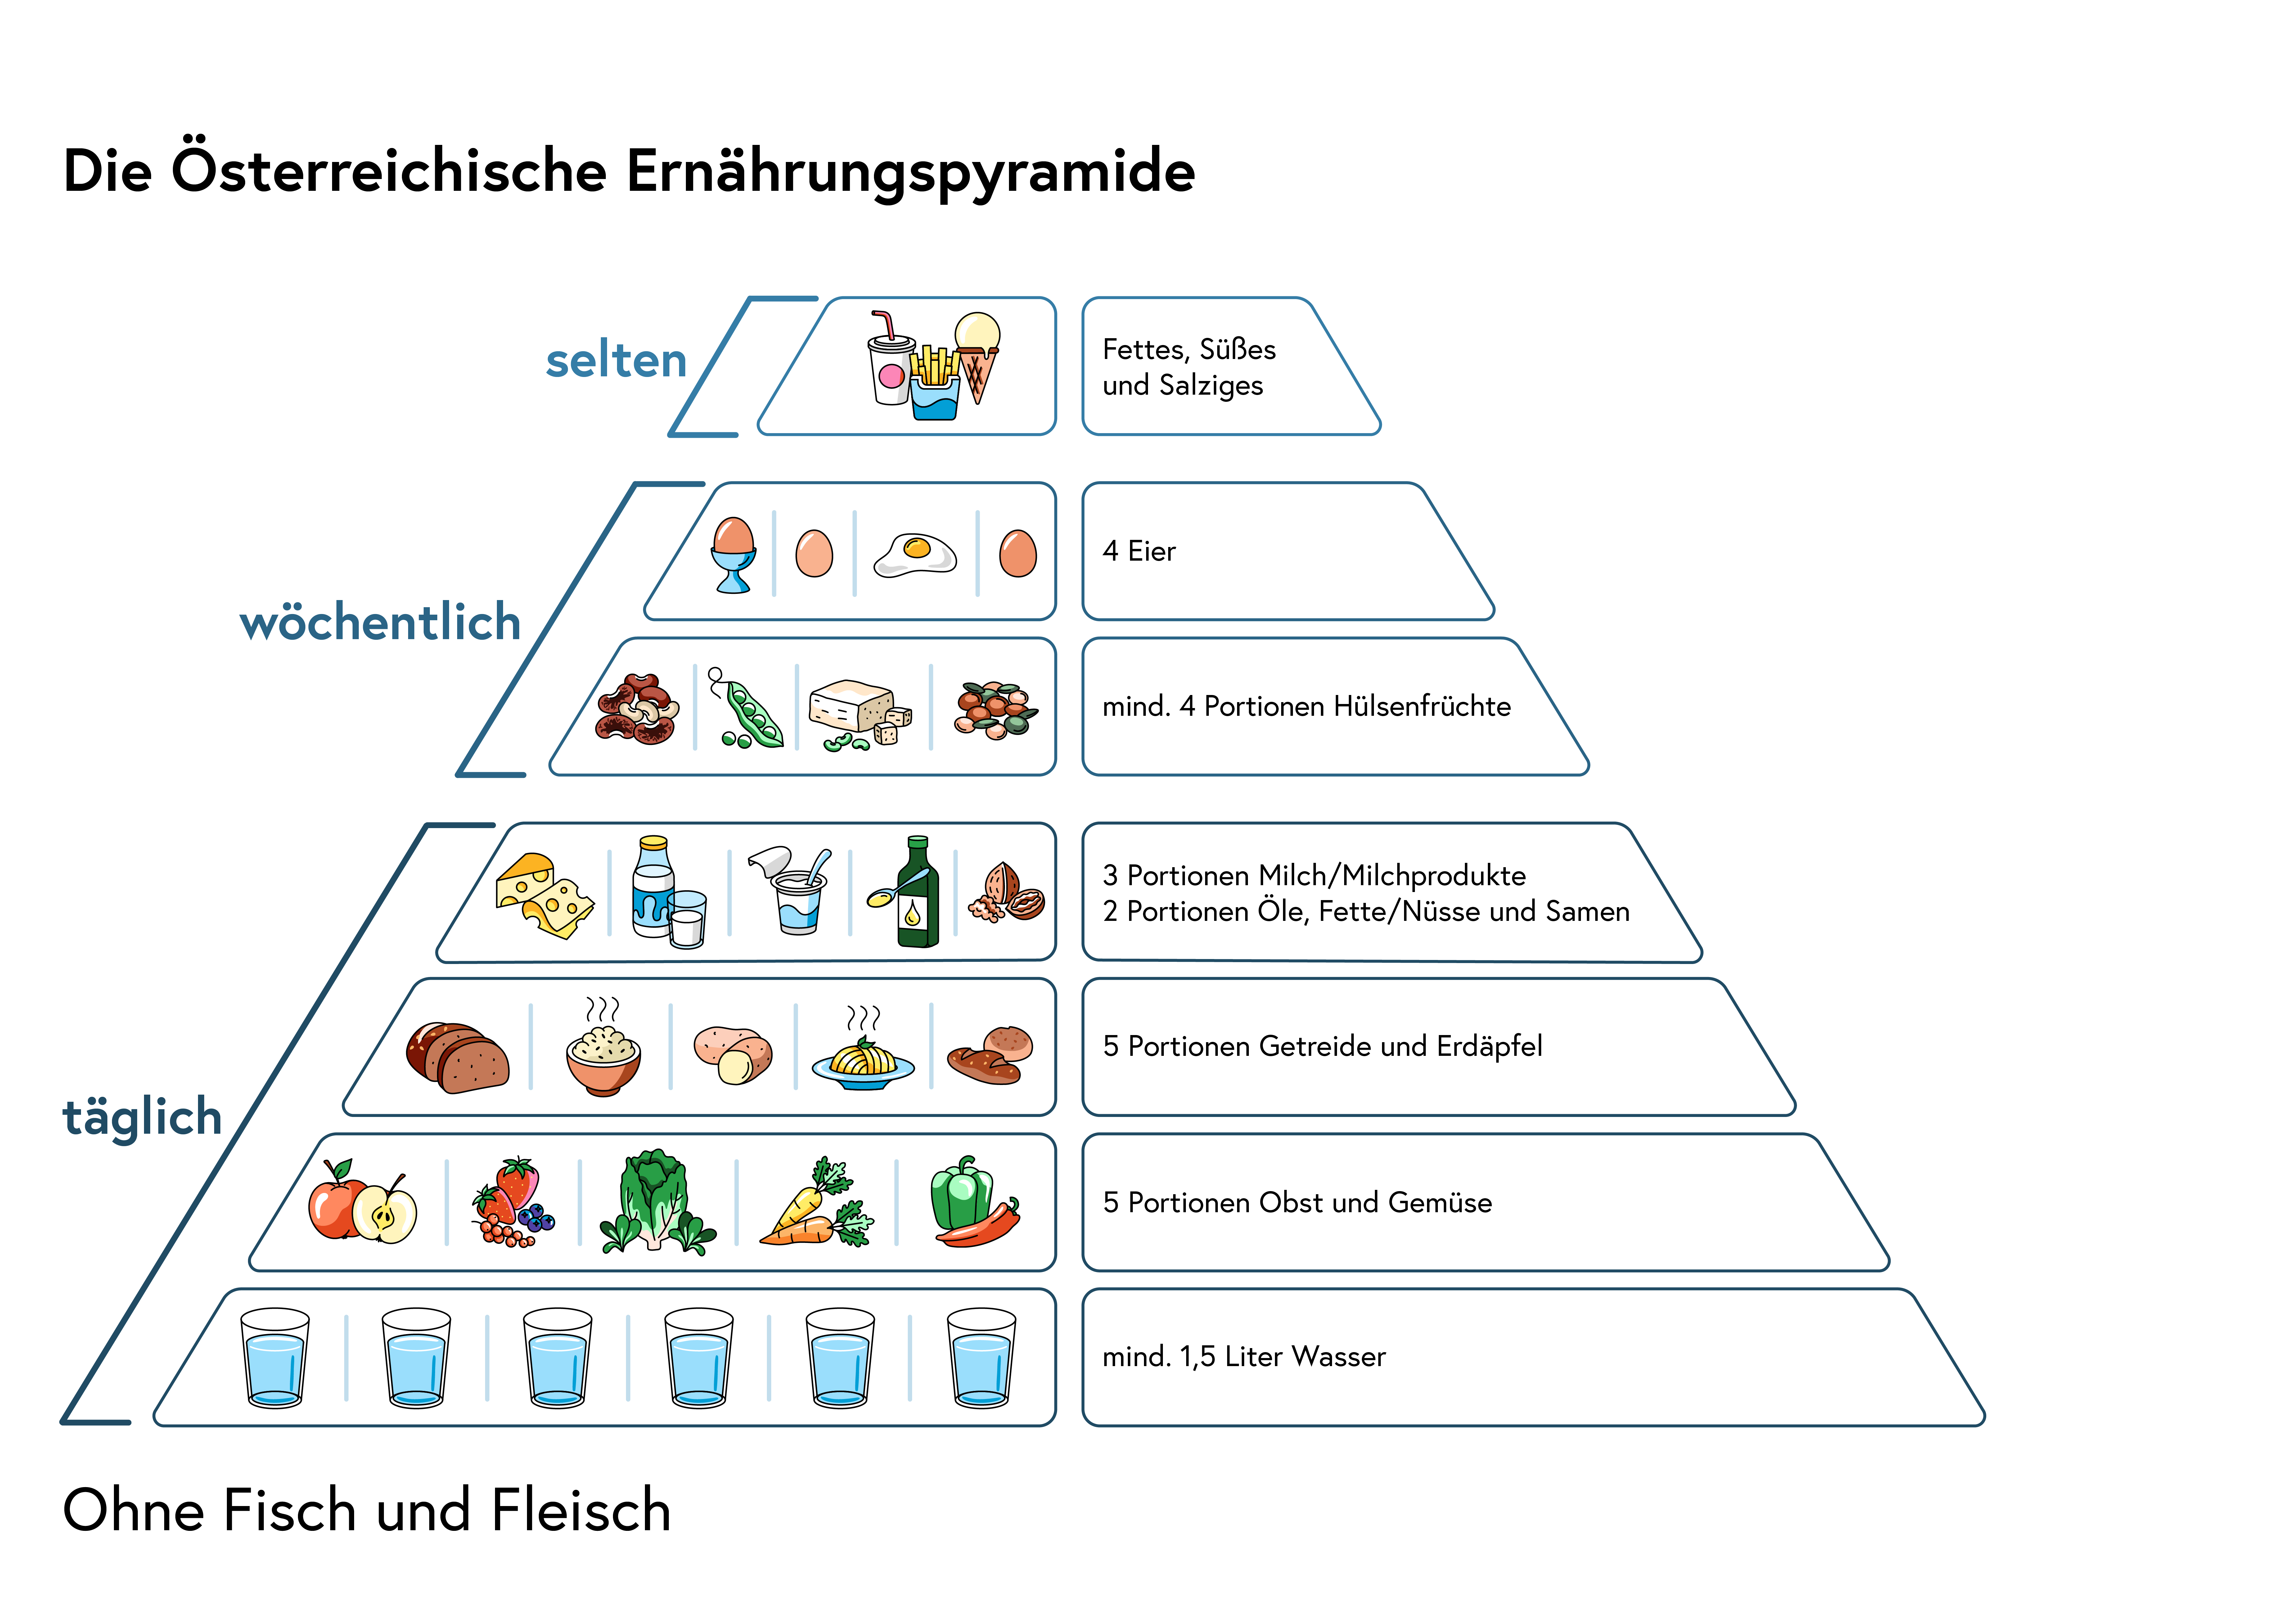 Die Österreichische Ernährungspyramide
selten
Fettes, Süßes
und Salziges
wöchentlich
4 Eier
mind. 4 Portionen Hülsenfrüchte
täglich
3 Portionen Milch/Milchprodukte
2 Portionen Öle, Fette/Nüsse und Samen
5 Portionen Getreide und Erdäpfel
5 Portionen Obst und Gemüse
mind. 1,5 Liter Wasser
Ohne Fisch und Fleisch